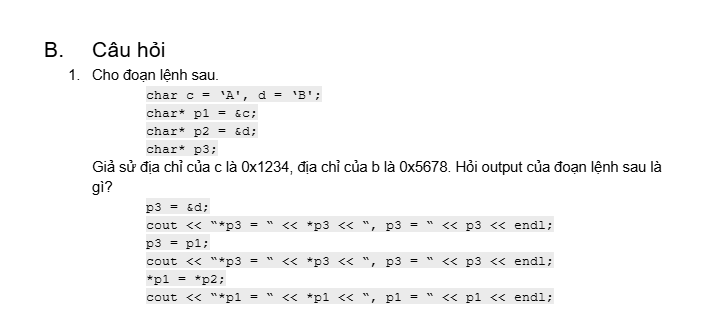 B. Câu hỏi
1. Cho đoạn lệnh sau.
char c = ‘A', d = ‘B';
char* p1 = &c;
char* p2 = &d;
char* p3;
Giả sử địa chỉ của c là 0x1234, địa chỉ của b là 0x5678. Hỏi output của đoạn lệnh sau là
gì?
p3 = &d;
cout << “*p3 = “ << *p3 << “, p3 = “ << p3 << endl;
p3 = p1;
cout << “*p3 = “ << *p3 << “, p3 = “ << p3 << endl;
*p1 = *p2;
cout << “*p1 = “ << *p1 << “, p1 = “ << p1 << endl;